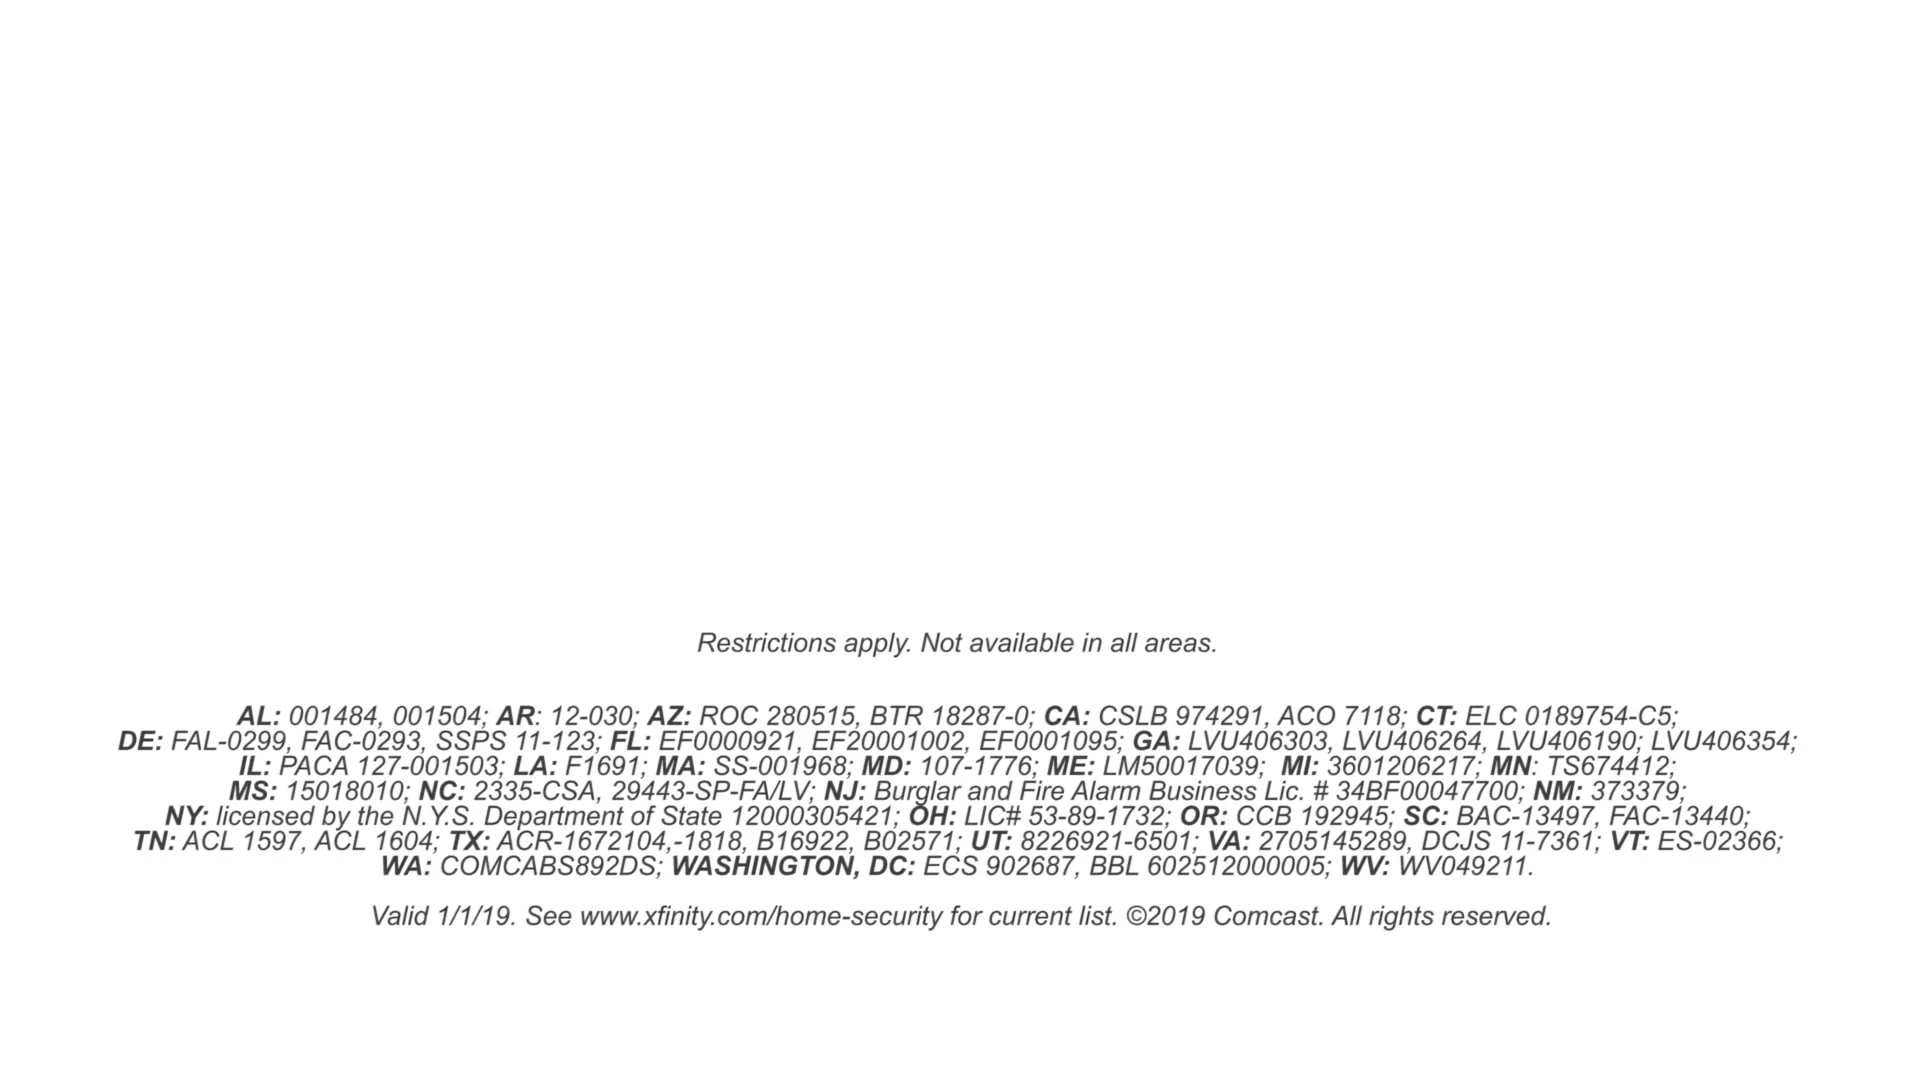 Restrictions apply. Not available in all areas.
AL: 001484, 001504; AR: 12-030; AZ: ROC 280515, BTR 18287-0; CA: CSLB 974291, ACO 7118; CT: ELC 0189754-C5;
DE: FAL-0299, FAC-0293, SSPS 11-123; FL: EF0000921, EF20001002, EF0001095; GA: LVU406303, LVU406264, LVU406190; LVU406354;
IL: PACA 127-001503; LA: F1691; MA: SS-001968; MD: 107-1776; ME: LM50017039; MI: 3601206217; MN: TS674412;
MS: 15018010; NC: 2335-CSA, 29443-SP-FA/LV; NJ: Burglar and Fire Alarm Business Lic. # 34BF00047700; NM: 373379;
NY: licensed by the N.Y.S. Department of State 12000305421; OH: LIC# 53-89-1732; OR: CCB 192945; SC: BAC-13497, FAC-13440;
TN: ACL 1597, ACL 1604; TX: ACR-1672104,-1818, B16922, B02571; UT: 8226921-6501; VA: 2705145289, DCJS 11-7361; VT: ES-02366;
WA: COMCABS892DS; WASHINGTON, DC: ECS 902687, BBL 602512000005; WV: WV049211.
Valid 1/1/19. See www.xfinity.com/home-security for current list. ©2019 Comcast. All rights reserved.